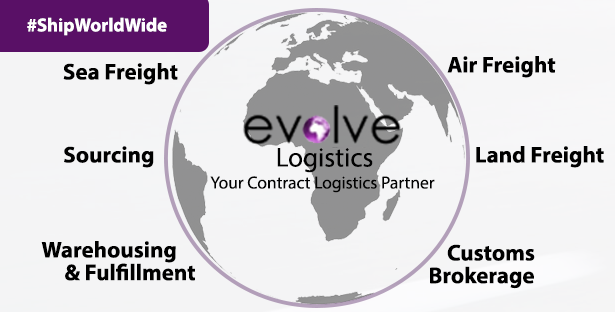 #ShipWorldWide
Sea Freight
Air Freight
evolve
Logistics
Your Contract Logistics Partner
Sourcing
Land Freight
Warehousing
& Fulfillment
Customs
Brokerage